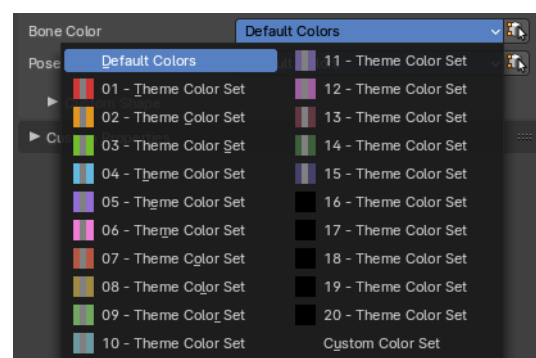 Bone Color
Default Colors
Pose
Default Colors
01 - Theme Color Set
02 - Theme Color Set
03 - Theme Color Set
04 - Theme Color Set
05 - Theme Color Set
06 - Theme Color Set
07 - Theme Color Set
08 - Theme Color Set
09 - Theme Color Set
10 - Theme Color Set
11 - Theme Color Set
12 - Theme Color Set
13 - Theme Color Set
14 - Theme Color Set
15 - Theme Color Set
16 - Theme Color Set
17 - Theme Color Set
18 - Theme Color Set
19 - Theme Color Set
20 - Theme Color Set
Custom Color Set
Custom Shape
Custom Properties